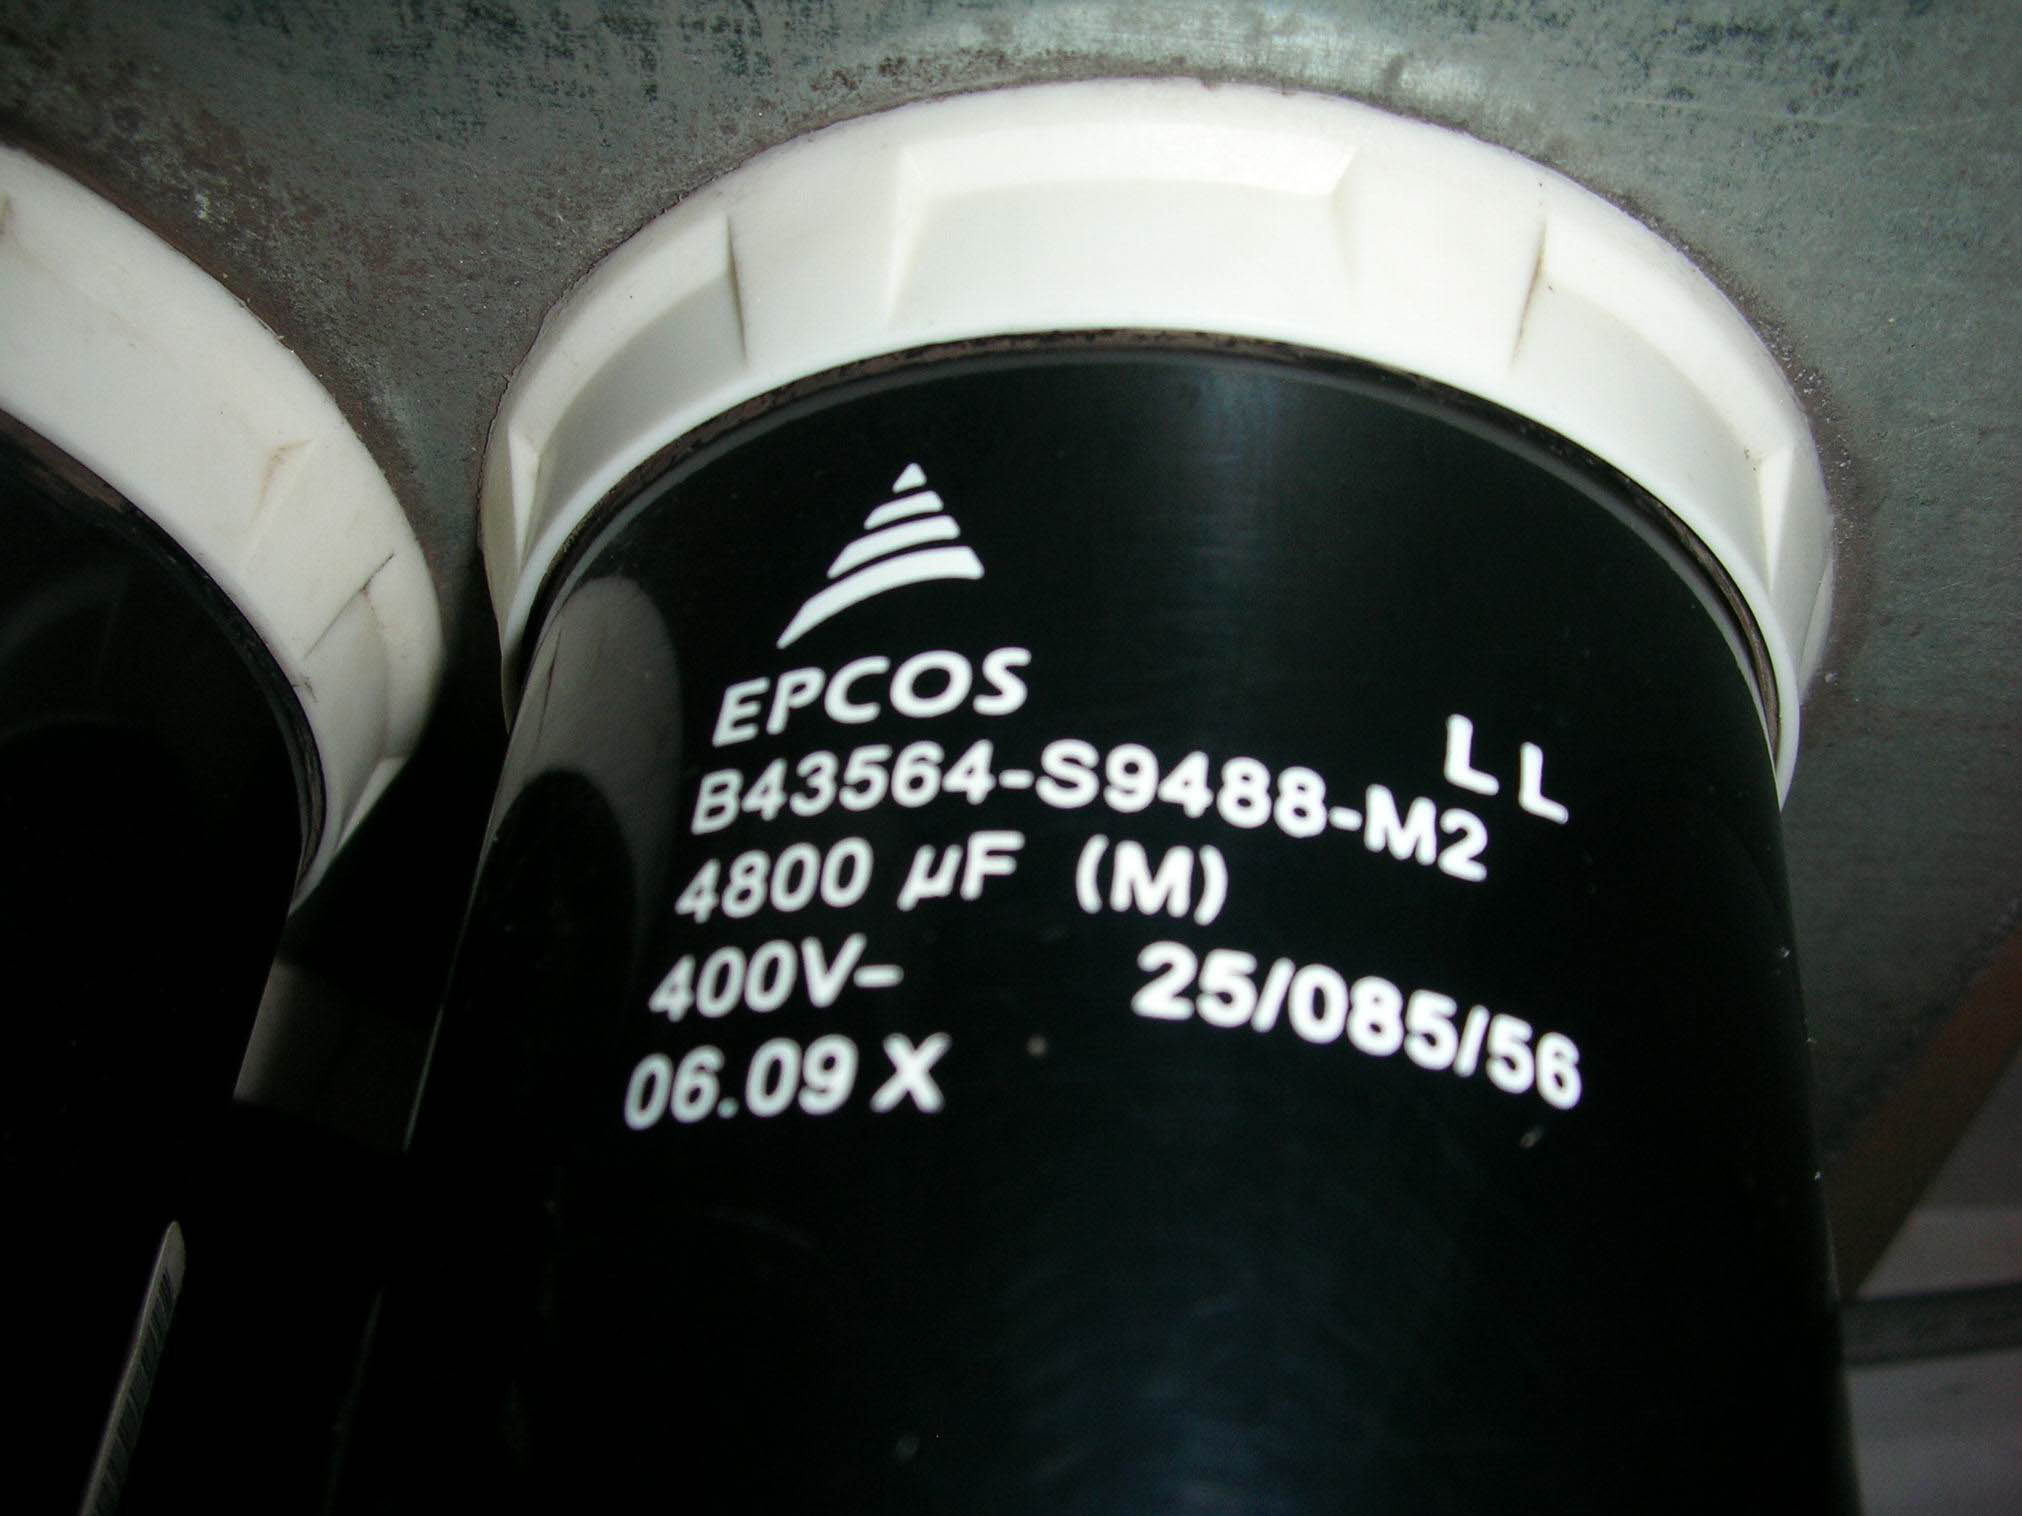 EPCOS
LL
B43564-S9488-M2
4800 µF (M)
400V- 25/085/56
06.09 X